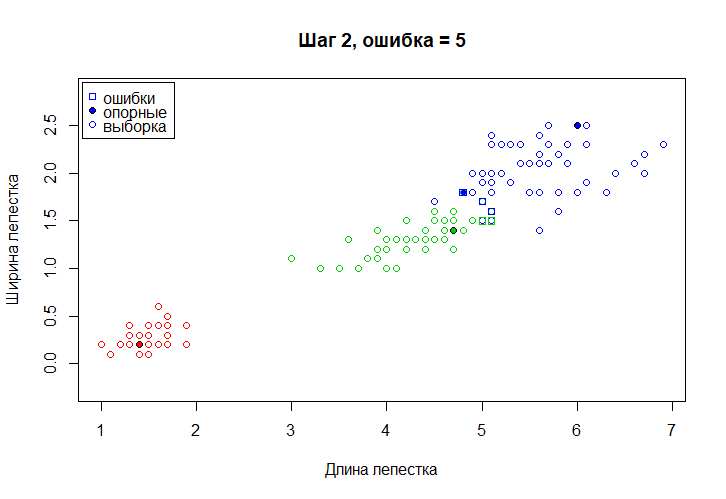 Шаг 2, ошибка = 5
ошибки
опорные
выборка
Ширина лепестка
2.5
2.0
1.5
1.0
0.5
0.0
1 2 3 4 5 6 7
Длина лепестка